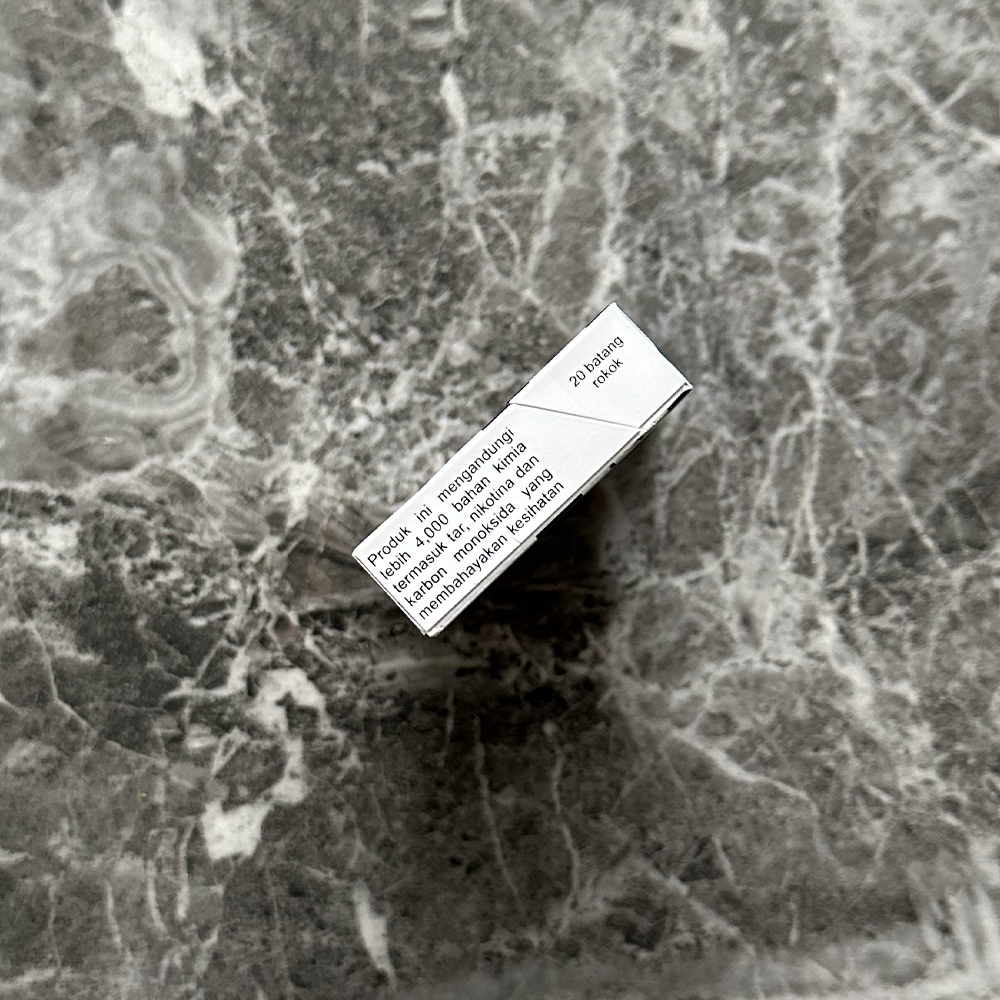 20 batang
rokok
Produk ini mengandungi
lebih 4,000 bahan kimia
termasuk tar, nikotina dan
karbon monoksida yang
membahayakan kesihatan